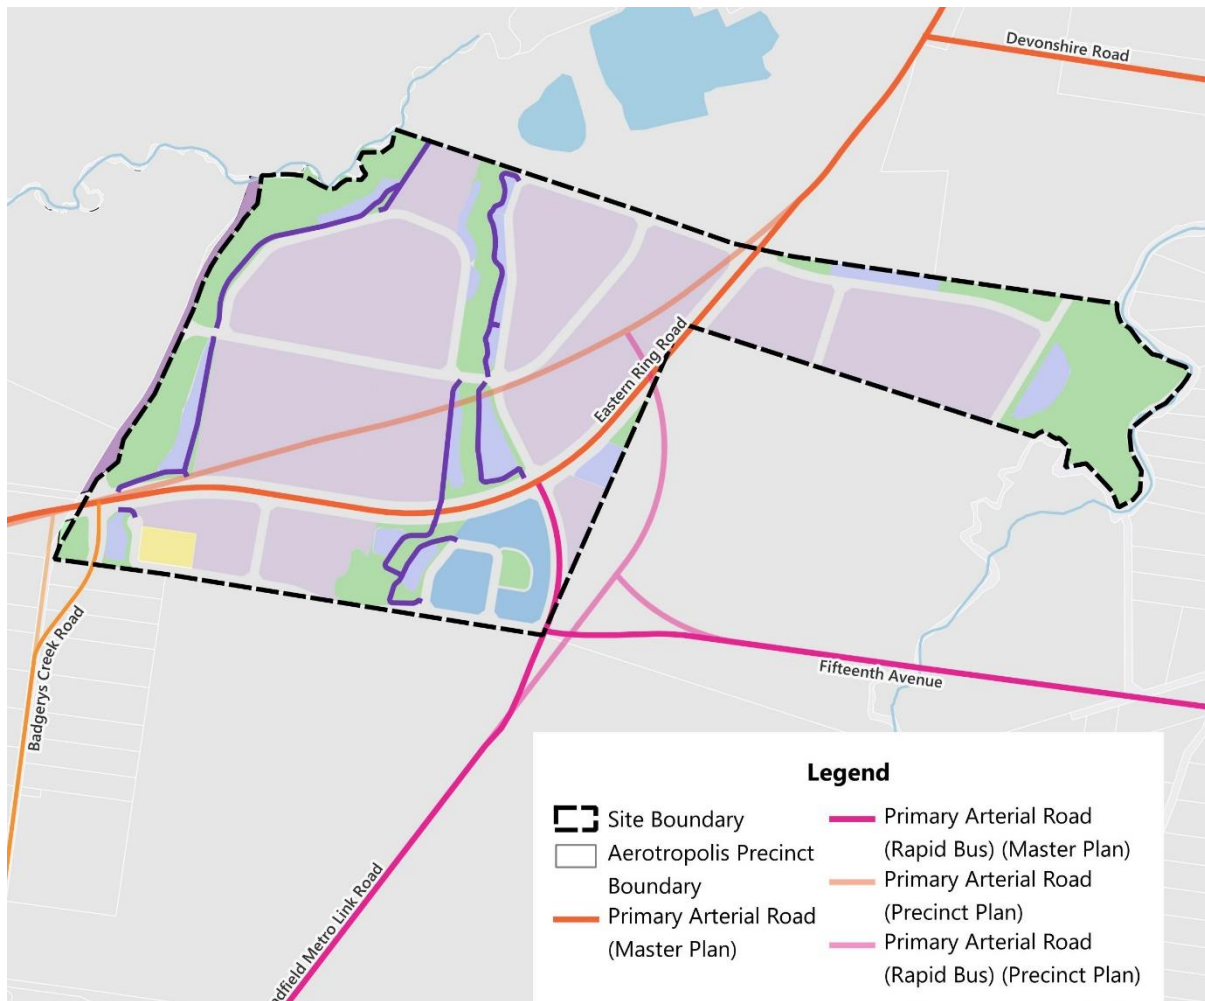 Devonshire Road
Eastern Ring Road
Badgerys Creek Road
Fifteenth Avenue
Metro Link Road
Legend
Site Boundary
Aerotropolis Precinct
Boundary
Primary Arterial Road
(Master Plan)
Primary Arterial Road
(Rapid Bus) (Master Plan)
Primary Arterial Road
(Precinct Plan)
Primary Arterial Road
(Rapid Bus) (Precinct Plan)